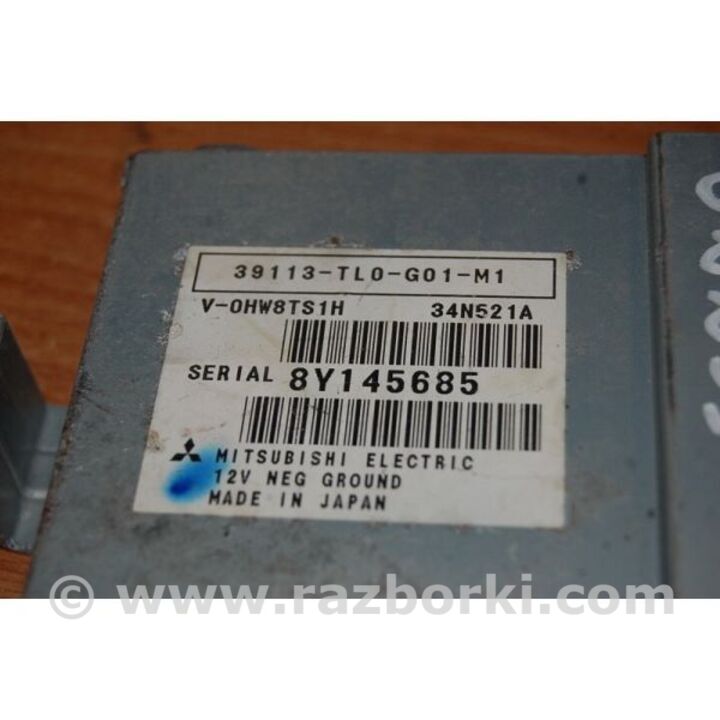 39113-TL0-G01-M1
V-0HW8TS1H 34N521A
SERIAL 8Y145685
MITSUBISHI ELECTRIC
12V NEG GROUND
MADE IN JAPAN
© www.razborki.com